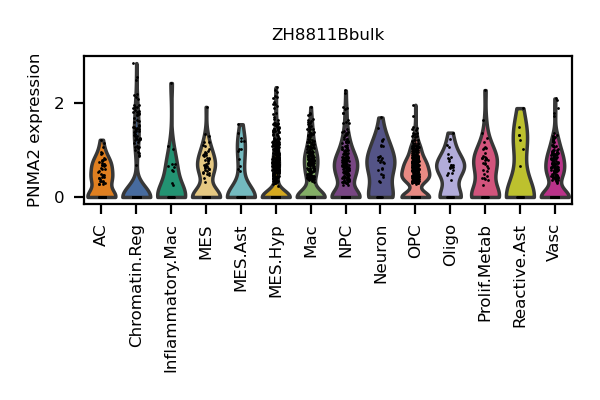 ZH8811Bbulk
PNMA2 expression
2
0
AC
Chromatin.Reg
Inflammatory.Mac
MES
MES.Ast
MES.Hyp
Mac
NPC
Neuron
OPC
Oligo
Prolif.Metab
Reactive.Ast
Vasc